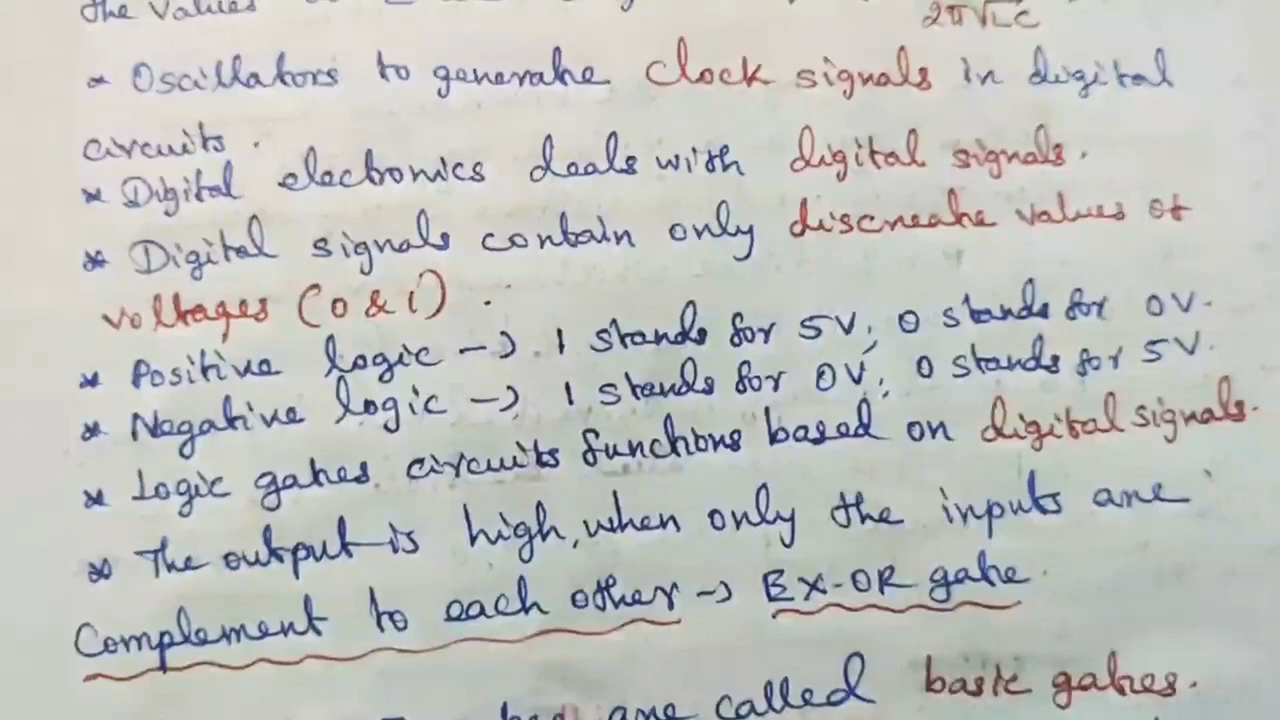 the values
2π√LC
* Oscillators to generate clock signals in digital
circuits.
* Digital electronics deals with digital signals.
* Digital signals contain only discreate values of
voltages (0 & 1).
* Positive logic → 1 stands for 5V, 0 stands for 0V.
* Negative logic → 1 stands for 0V, 0 stands for 5V.
* Logic gates circuits functions based on digital signals.
* The output is high, when only the inputs are
Complement to each other → EX-OR gate.
are called basic gates.